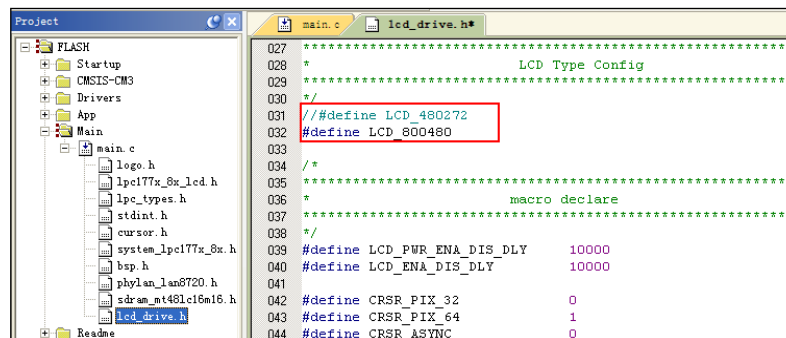 Project
FLASH
Startup
CMSIS-CM3
Drivers
App
Main
main.c
logo.h
lpc177x_8x_lcd.h
lpc_types.h
stdint.h
cursor.h
system_lpc177x_8x.h
bsp.h
phylan_lan8720.h
sdram_mt48lc16m16.h
lcd_drive.h
Readme
main.c lcd_drive.h*
027 **********************************************************
028 * LCD Type Config
029 **********************************************************
030 */
031 //#define LCD_480272
032 #define LCD_800480
033
034 /*
035 **********************************************************
036 * macro declare
037 **********************************************************
038 */
039 #define LCD_PWR_ENA_DIS_DLY 10000
040 #define LCD_ENA_DIS_DLY 10000
041
042 #define CRSR_PIX_32 0
043 #define CRSR_PIX_64 1
044 #define CRSR_ASYNC 0